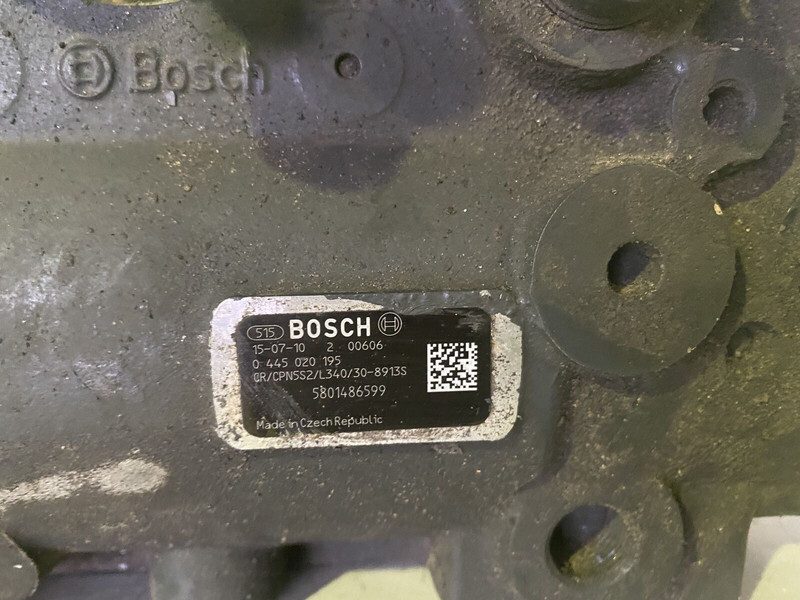 Bosch
515 BOSCH
15-07-10 2 00606
0 445 020 195
CR/CPN5S2/L340/30-8913S
5801486599
Made in Czech Republic